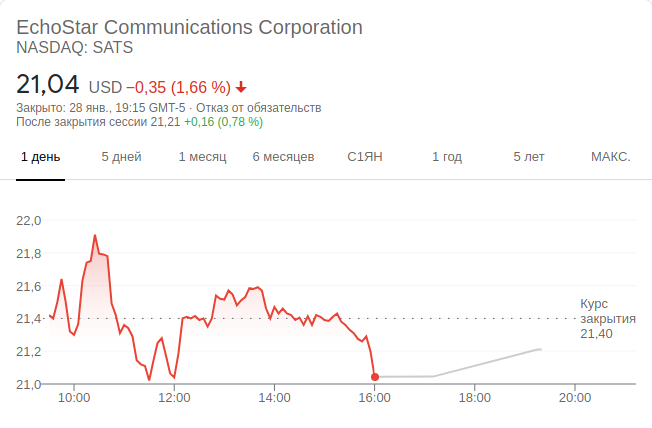 EchoStar Communications Corporation
NASDAQ: SATS
21,04 USD −0,35 (1,66 %)
Закрыто: 28 янв., 19:15 GMT-5 · Отказ от обязательств
После закрытия сессии 21,21 +0,16 (0,78 %)
1 день 5 дней 1 месяц 6 месяцев С1ЯН 1 год 5 лет МАКС.
22,0
21,8
21,6
21,4
21,2
21,0
Курс
закрытия
21,40
10:00 12:00 14:00 16:00 18:00 20:00